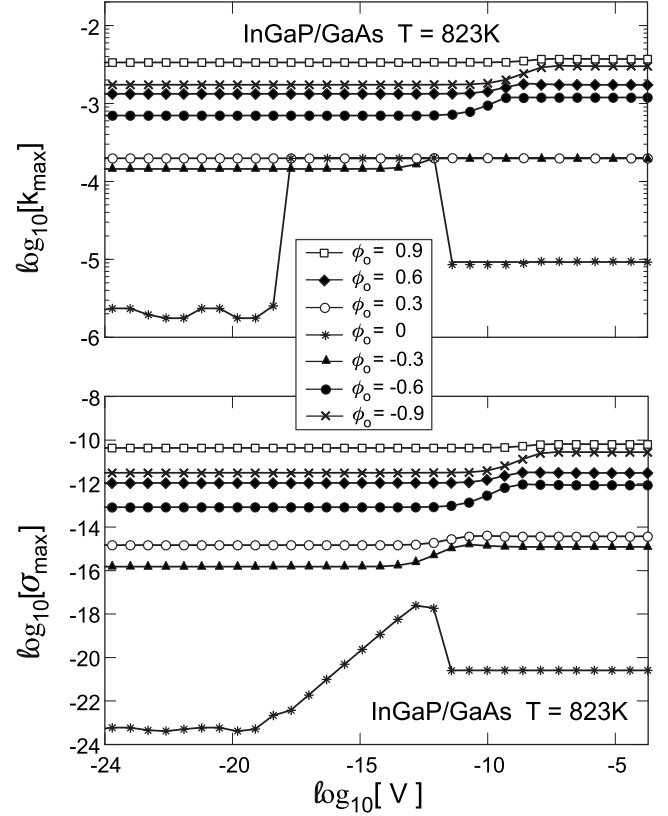 InGaP/GaAs T = 823K
-2
-3
-4
-5
-6
ℓog₁₀[kmax]
ϕo = 0.9
ϕo = 0.6
ϕo = 0.3
ϕo = 0
ϕo = -0.3
ϕo = -0.6
ϕo = -0.9
-8
-10
-12
-14
-16
-18
-20
-22
-24
ℓog₁₀[σmax]
InGaP/GaAs T = 823K
-24
-20
-15
-10
-5
ℓog₁₀[ V ]